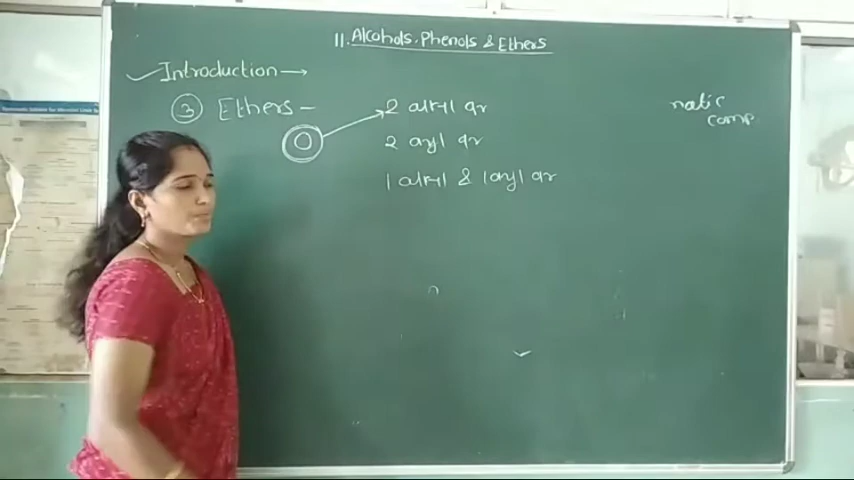 11. Alcohols, Phenols & Ethers
Introduction →
③ Ethers –
O → 2 alkyl gr
2 aryl gr
1 alkyl & 1 aryl gr
matic
comp.